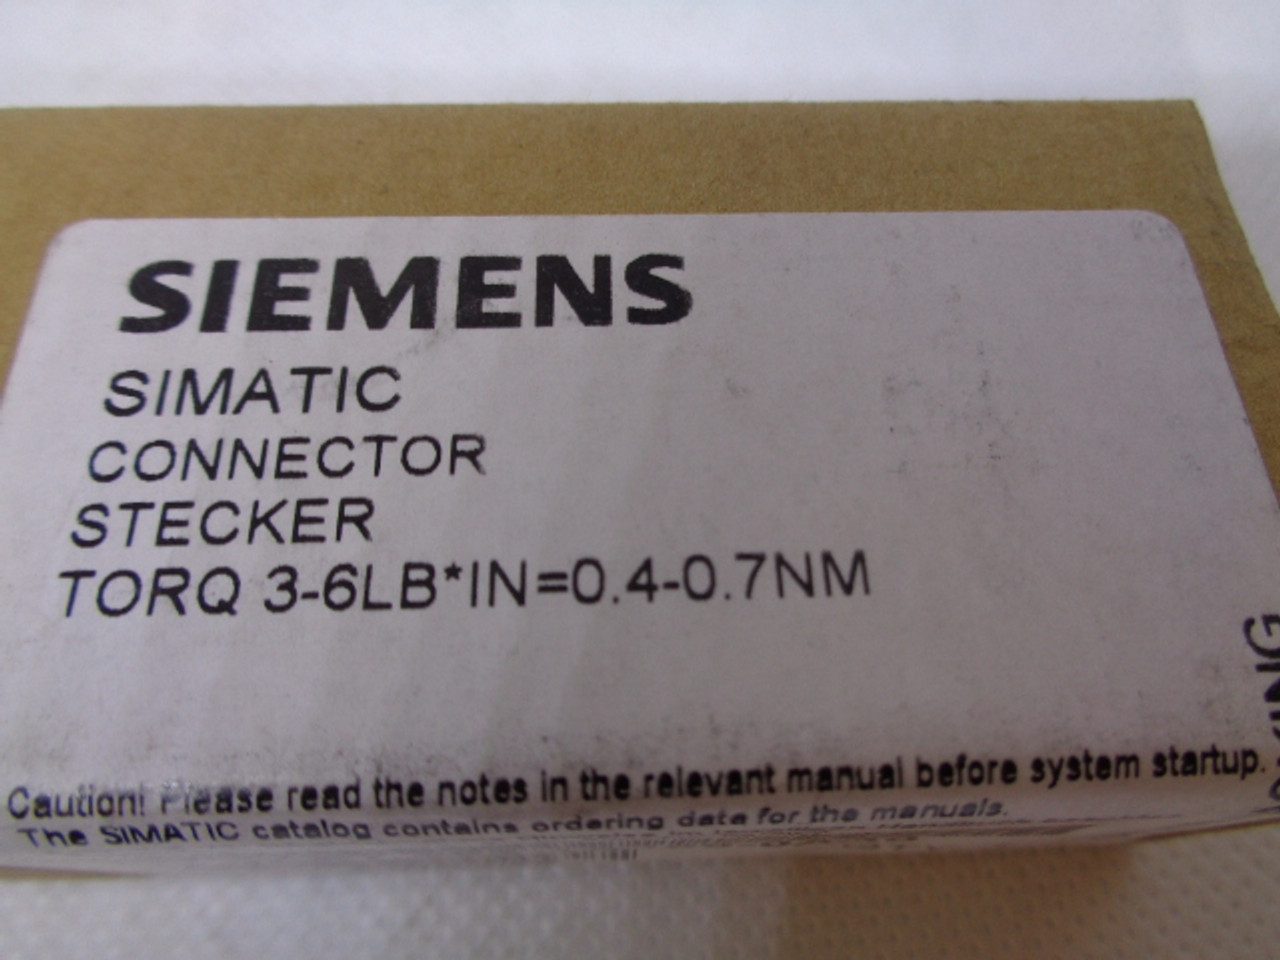 SIEMENS
SIMATIC
CONNECTOR
STECKER
TORQ 3-6LB*IN=0.4-0.7NM
Caution! Please read the notes in the relevant manual before system startup.
The SIMATIC catalog contains ordering data for the manuals.